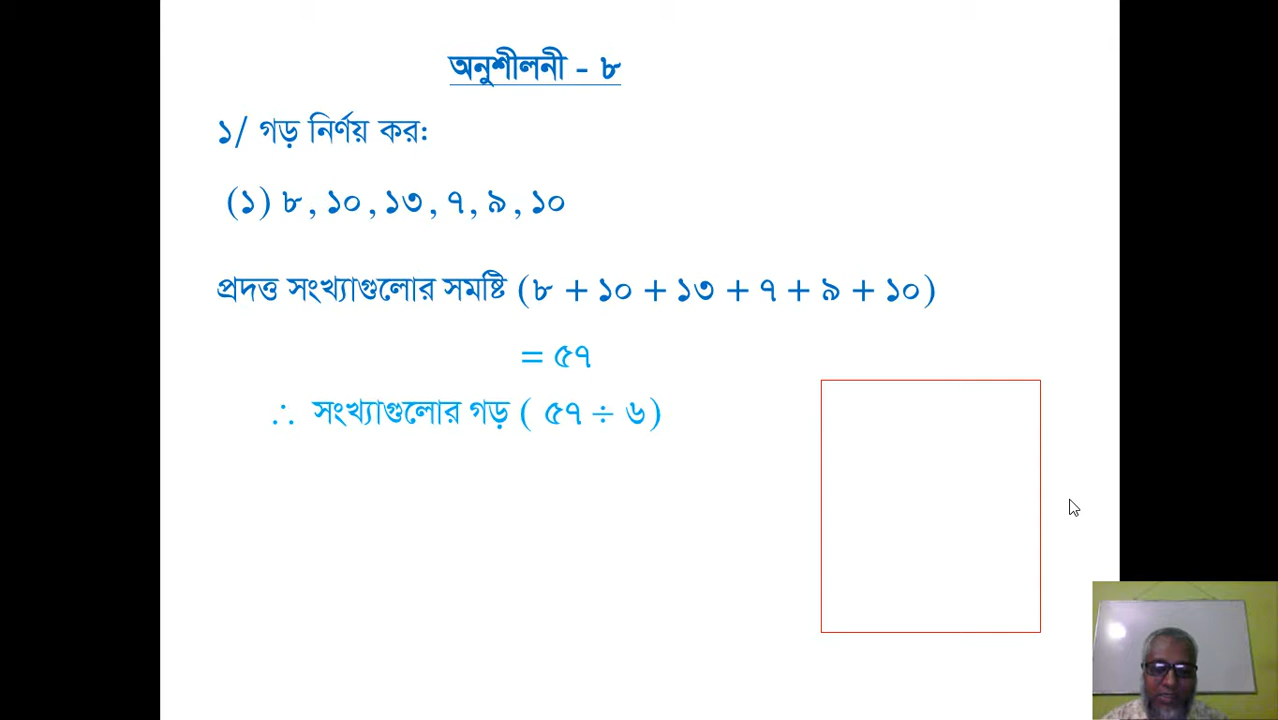 অনুশীলনী - ৮
১/ গড় নির্ণয় কর:
(১) ৮, ১০, ১৩, ৭, ৯, ১০
প্রদত্ত সংখ্যাগুলোর সমষ্টি (৮ + ১০ + ১৩ + ৭ + ৯ + ১০)
= ৫৭
∴ সংখ্যাগুলোর গড় ( ৫৭ ÷ ৬)